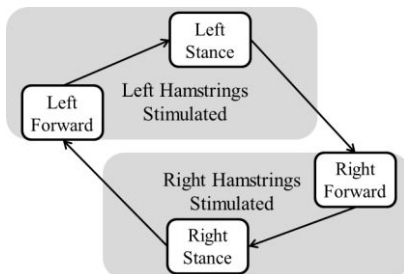 Left
Stance
Left
Forward
Left Hamstrings
Stimulated
Right Hamstrings
Stimulated
Right
Forward
Right
Stance